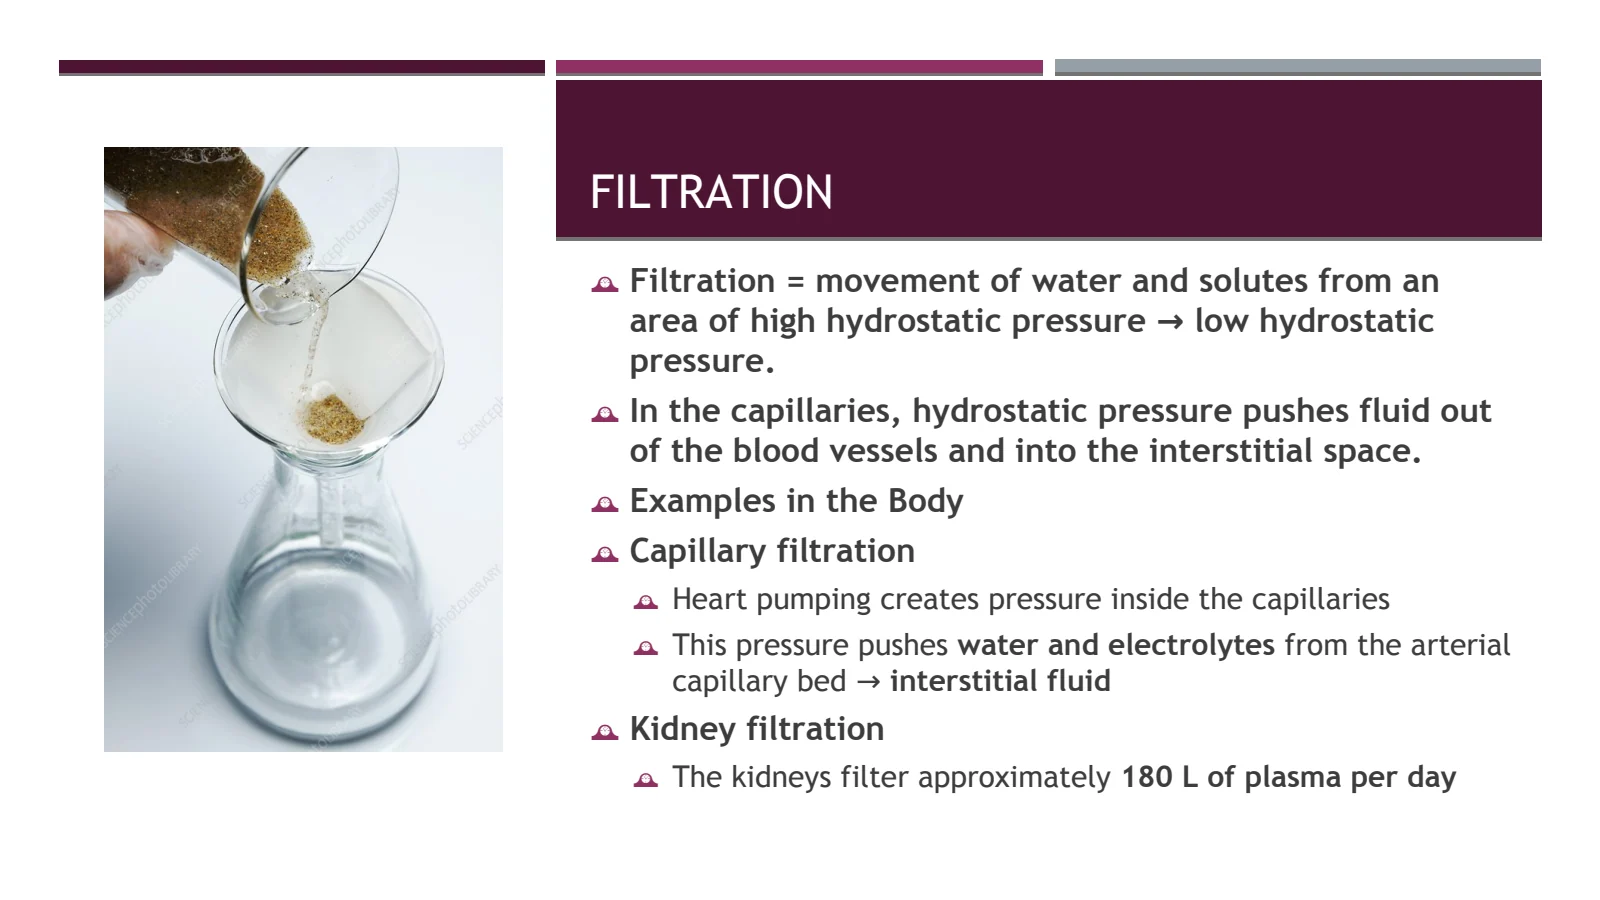 FILTRATION
Filtration = movement of water and solutes from an
area of high hydrostatic pressure → low hydrostatic
pressure.
In the capillaries, hydrostatic pressure pushes fluid out
of the blood vessels and into the interstitial space.
Examples in the Body
Capillary filtration
Heart pumping creates pressure inside the capillaries
This pressure pushes water and electrolytes from the arterial
capillary bed → interstitial fluid
Kidney filtration
The kidneys filter approximately 180 L of plasma per day
SCIENCEphotoLIBRARY